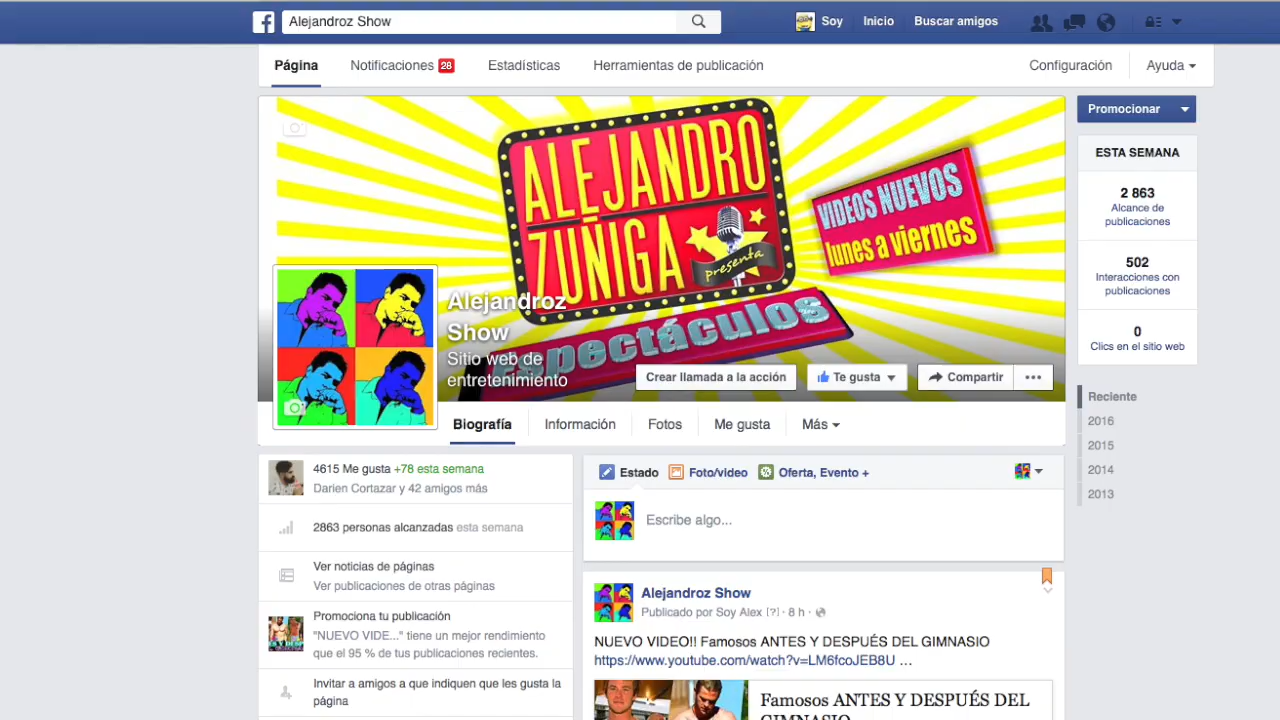 Alejandroz Show
Soy
Inicio
Buscar amigos
Página
Notificaciones 28
Estadísticas
Herramientas de publicación
Configuración
Ayuda
ALEJANDRO
ZUÑIGA
presenta
Espectáculos
VIDEOS NUEVOS
lunes a viernes
Alejandroz
Show
Sitio web de
entretenimiento
Crear llamada a la acción
Te gusta
Compartir
Biografía
Información
Fotos
Me gusta
Más
Promocionar
ESTA SEMANA
2 863
Alcance de
publicaciones
502
Interacciones con
publicaciones
0
Clics en el sitio web
Reciente
2016
2015
2014
2013
4615 Me gusta +78 esta semana
Darien Cortazar y 42 amigos más
2863 personas alcanzadas esta semana
Ver noticias de páginas
Ver publicaciones de otras páginas
Promociona tu publicación
"NUEVO VIDE..." tiene un mejor rendimiento
que el 95 % de tus publicaciones recientes.
Invitar a amigos a que indiquen que les gusta la
página
Estado
Foto/video
Oferta, Evento +
Escribe algo...
Alejandroz Show
Publicado por Soy Alex [?] · 8 h ·
NUEVO VIDEO!! Famosos ANTES Y DESPUÉS DEL GIMNASIO
https://www.youtube.com/watch?v=LM6fcoJEB8U ...
Famosos ANTES Y DESPUÉS DEL
GIMNASIO